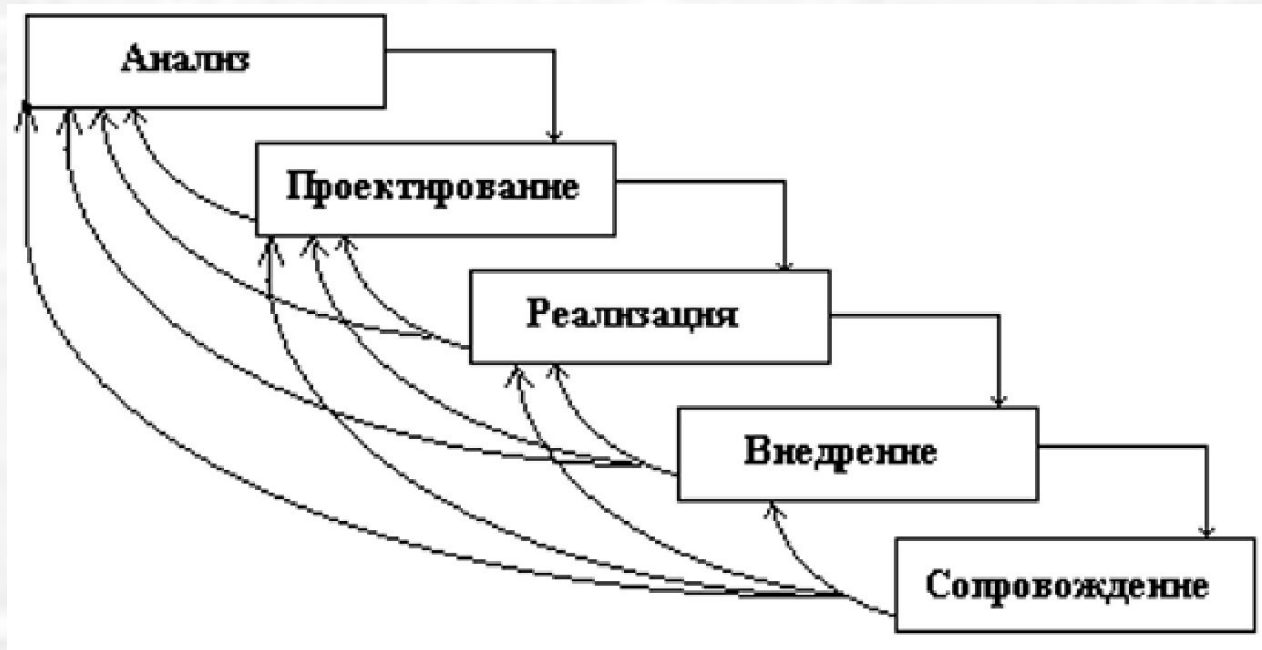 Анализ
Проектирование
Реализация
Внедрение
Сопровождение